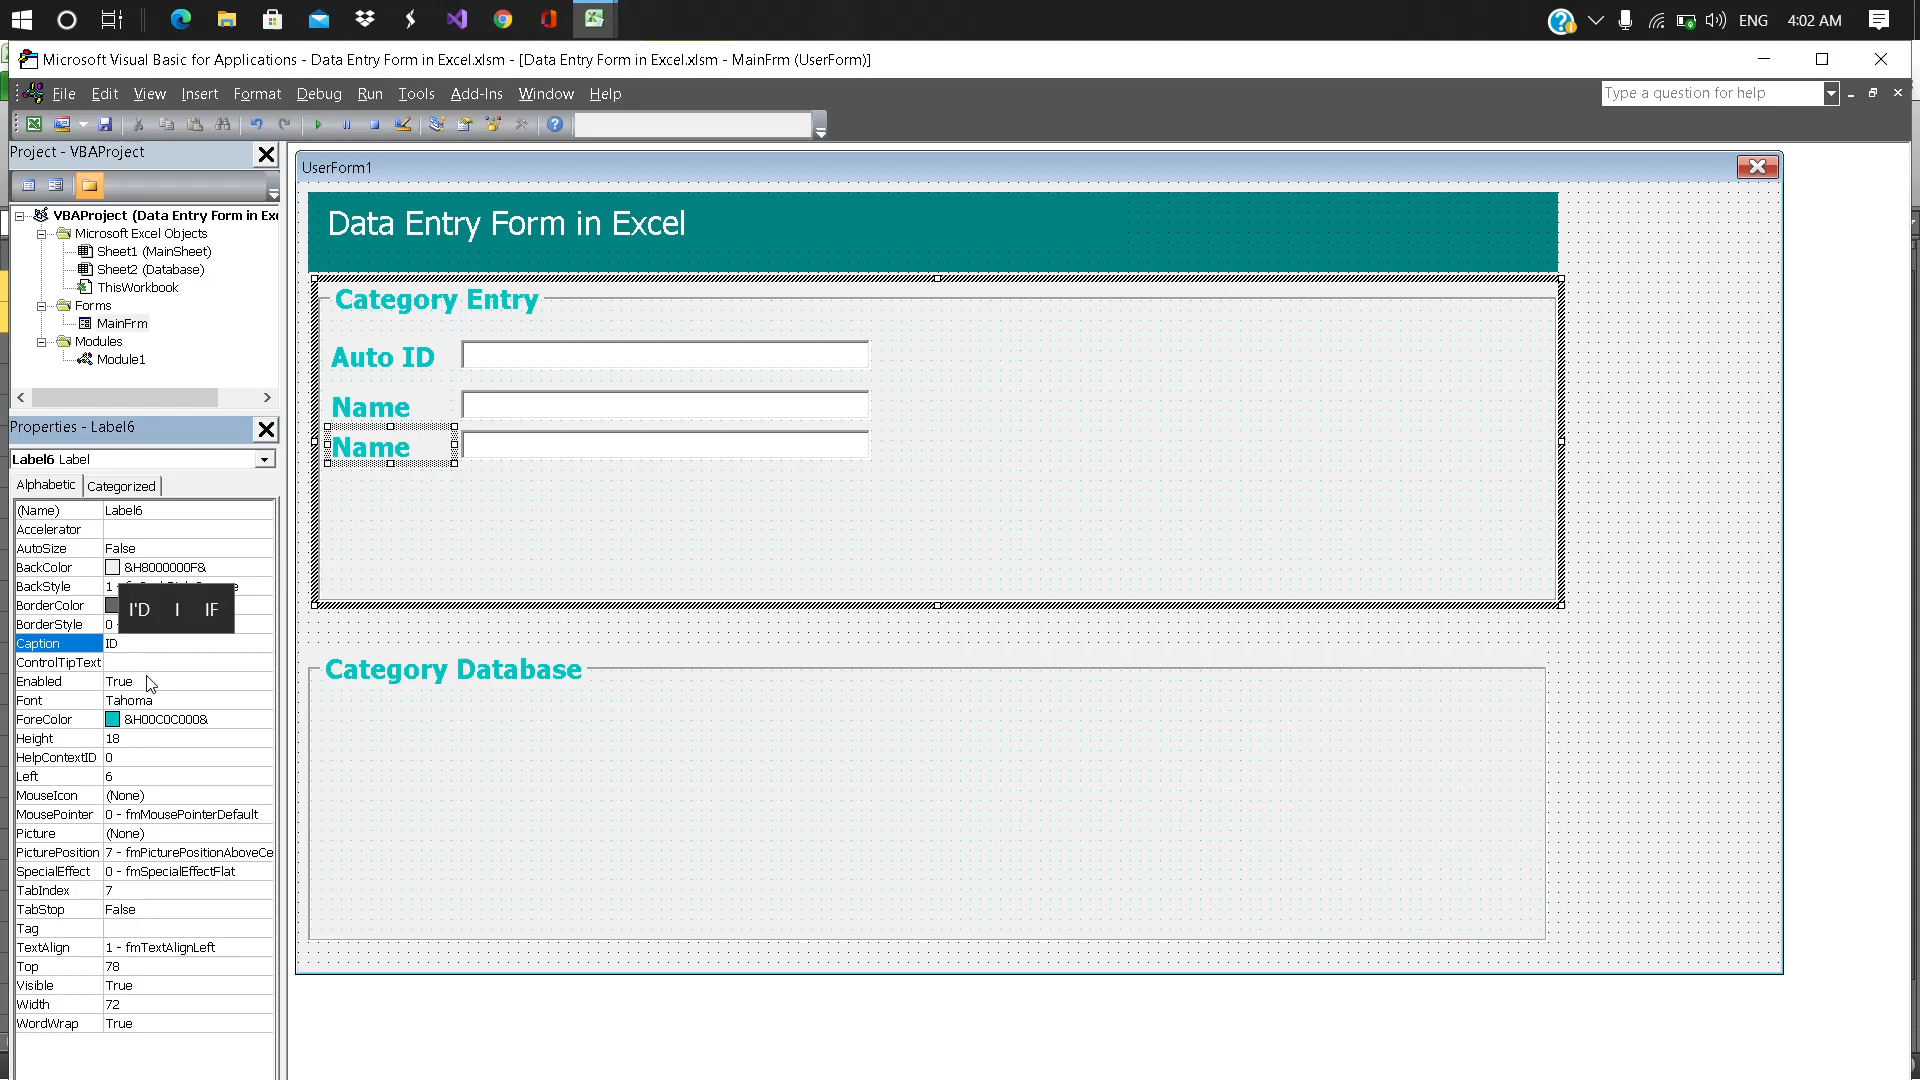 ENG 4:02 AM
Microsoft Visual Basic for Applications - Data Entry Form in Excel.xlsm - [Data Entry Form in Excel.xlsm - MainFrm (UserForm)]
File Edit View Insert Format Debug Run Tools Add-Ins Window Help
Type a question for help
Project - VBAProject
VBAProject (Data Entry Form in Ex
Microsoft Excel Objects
Sheet1 (MainSheet)
Sheet2 (Database)
ThisWorkbook
Forms
MainFrm
Modules
Module1
Properties - Label6
Label6 Label
Alphabetic Categorized
(Name) Label6
Accelerator
AutoSize False
BackColor &H8000000F&
BackStyle 1 -
BorderColor
BorderStyle 0
I'D I IF
Caption ID
ControlTipText
Enabled True
Font Tahoma
ForeColor &H00C0C000&
Height 18
HelpContextID 0
Left 6
MouseIcon (None)
MousePointer 0 - fmMousePointerDefault
Picture (None)
PicturePosition 7 - fmPicturePositionAboveCe
SpecialEffect 0 - fmSpecialEffectFlat
TabIndex 7
TabStop False
Tag
TextAlign 1 - fmTextAlignLeft
Top 78
Visible True
Width 72
WordWrap True
UserForm1
Data Entry Form in Excel
Category Entry
Auto ID
Name
Name
Category Database